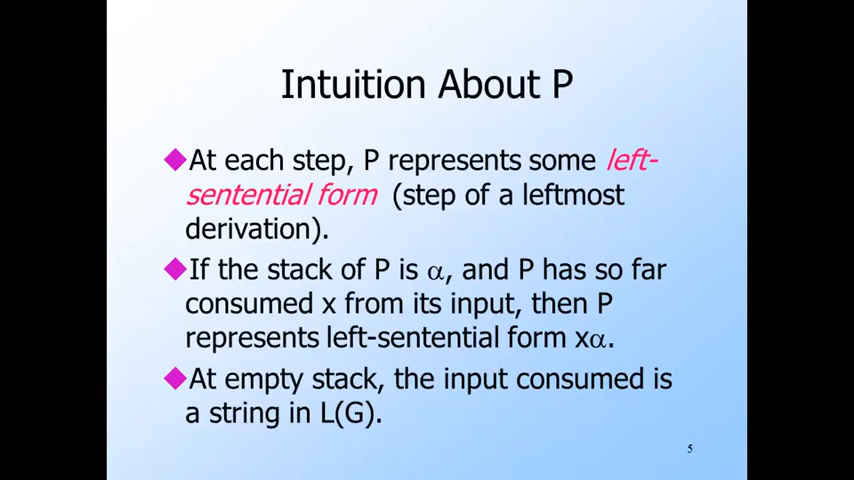 Intuition About P
◆At each step, P represents some left-
sentential form (step of a leftmost
derivation).
◆If the stack of P is α, and P has so far
consumed x from its input, then P
represents left-sentential form xα.
◆At empty stack, the input consumed is
a string in L(G).
5